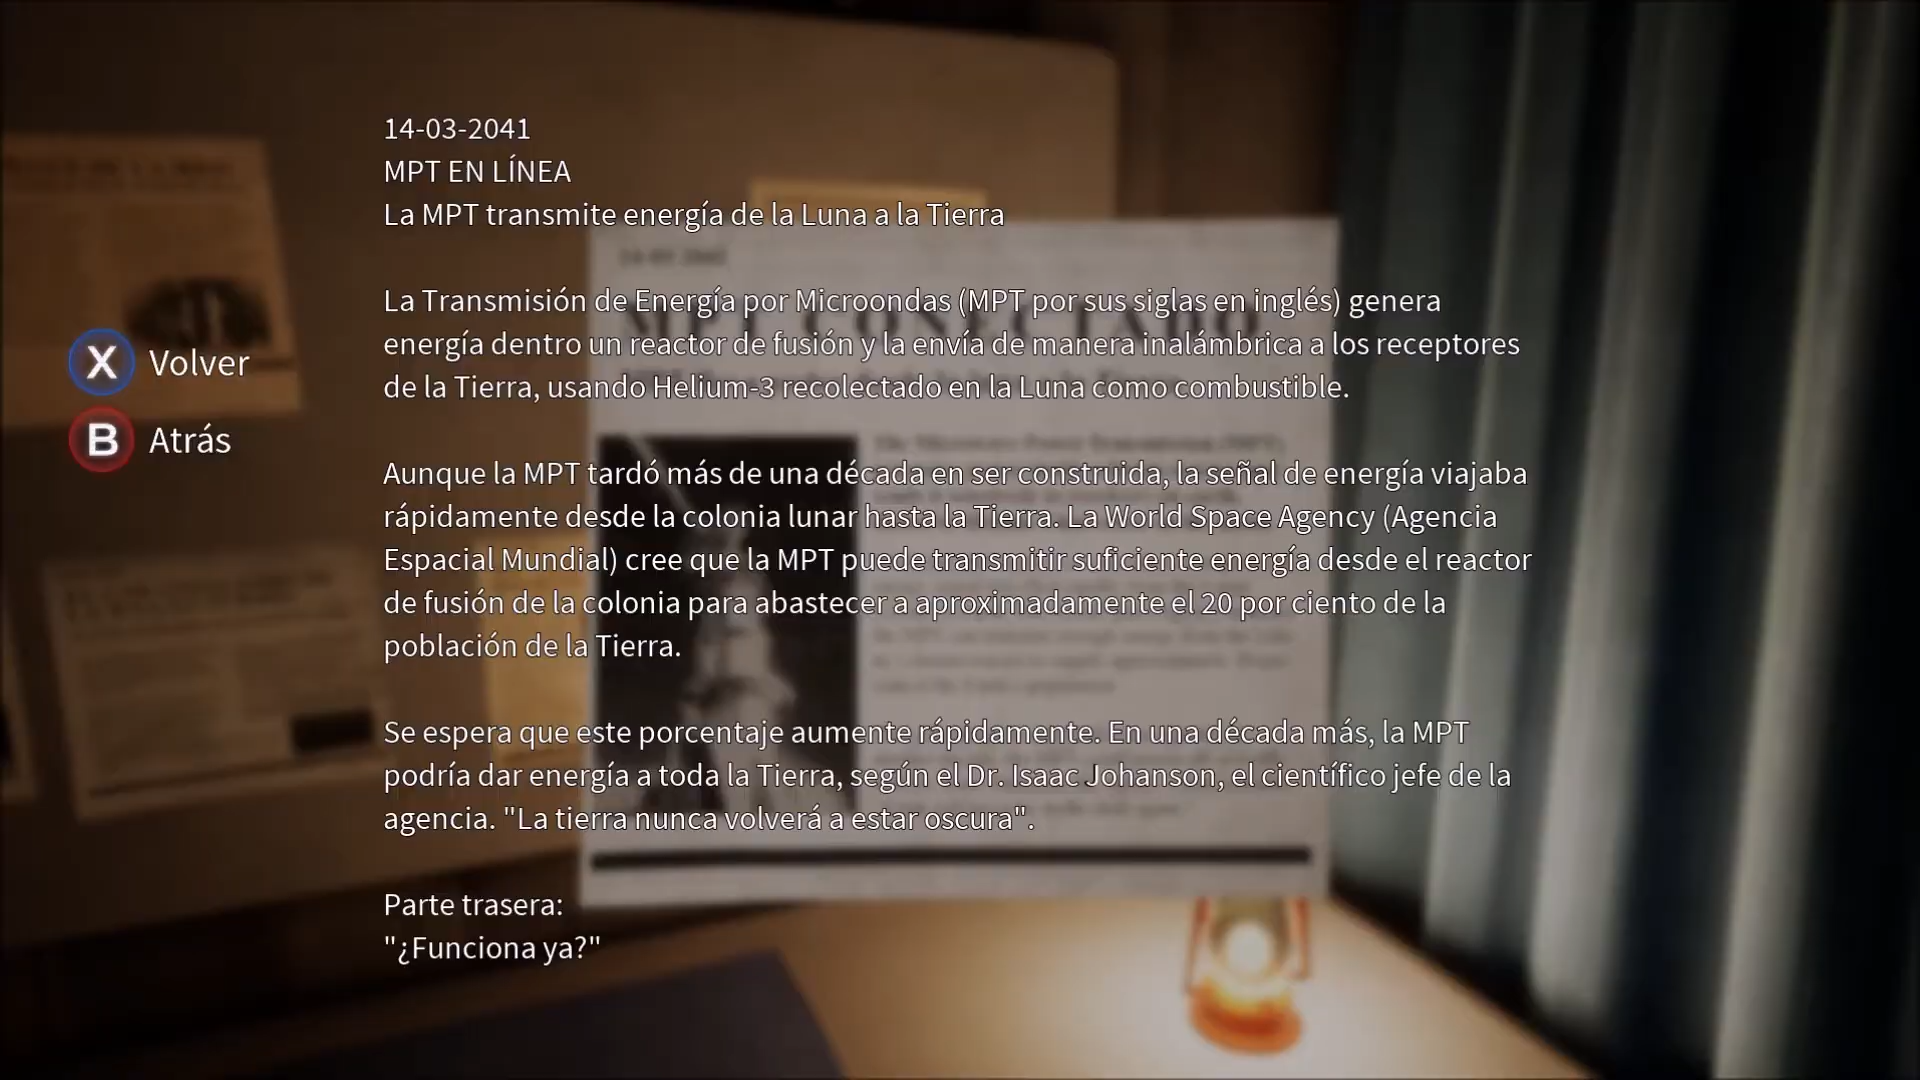 14-03-2041
MPT EN LÍNEA
La MPT transmite energía de la Luna a la Tierra
La Transmisión de Energía por Microondas (MPT por sus siglas en inglés) genera
energía dentro un reactor de fusión y la envía de manera inalámbrica a los receptores
de la Tierra, usando Helium-3 recolectado en la Luna como combustible.
X Volver
B Atrás
Aunque la MPT tardó más de una década en ser construida, la señal de energía viajaba
rápidamente desde la colonia lunar hasta la Tierra. La World Space Agency (Agencia
Espacial Mundial) cree que la MPT puede transmitir suficiente energía desde el reactor
de fusión de la colonia para abastecer a aproximadamente el 20 por ciento de la
población de la Tierra.
Se espera que este porcentaje aumente rápidamente. En una década más, la MPT
podría dar energía a toda la Tierra, según el Dr. Isaac Johanson, el científico jefe de la
agencia. "La tierra nunca volverá a estar oscura".
Parte trasera:
"¿Funciona ya?"